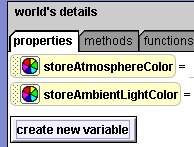 world's details
properties methods functions
storeAtmosphereColor =
storeAmbientLightColor =
create new variable